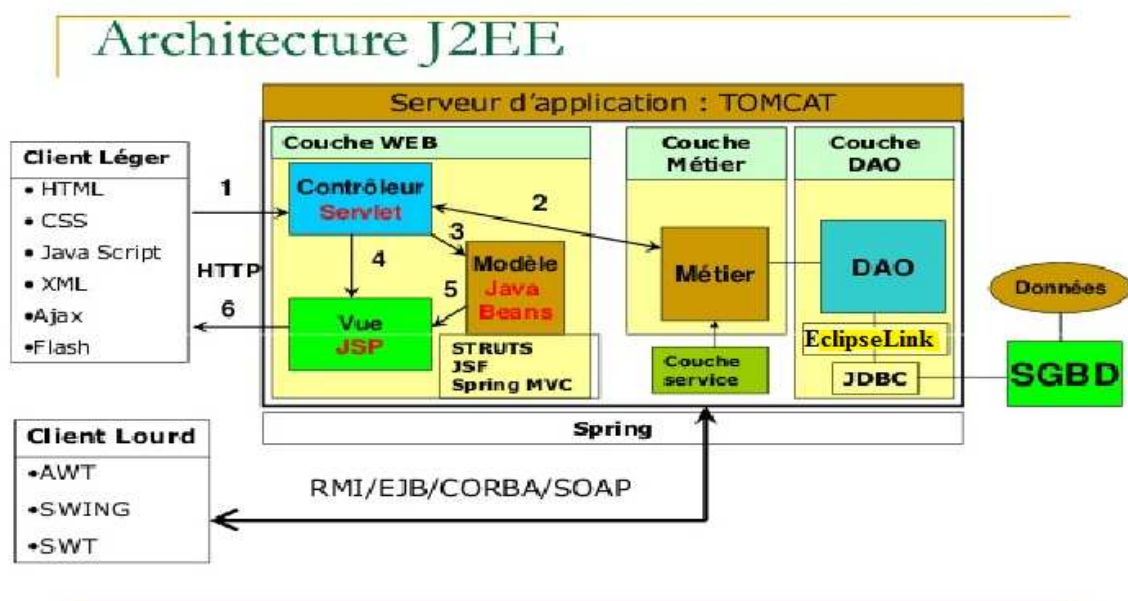 Architecture J2EE
Serveur d'application : TOMCAT
Client Léger
• HTML
• CSS
• Java Script
• XML
•Ajax
•Flash
1
HTTP
6
Couche WEB
Contrôleur
Servlet
2
3
4
5
Modèle
Java
Beans
Vue
JSP
STRUTS
JSF
Spring MVC
Couche
Métier
Métier
Couche
service
Couche
DAO
DAO
EclipseLink
JDBC
Données
SGBD
Spring
Client Lourd
•AWT
•SWING
•SWT
RMI/EJB/CORBA/SOAP